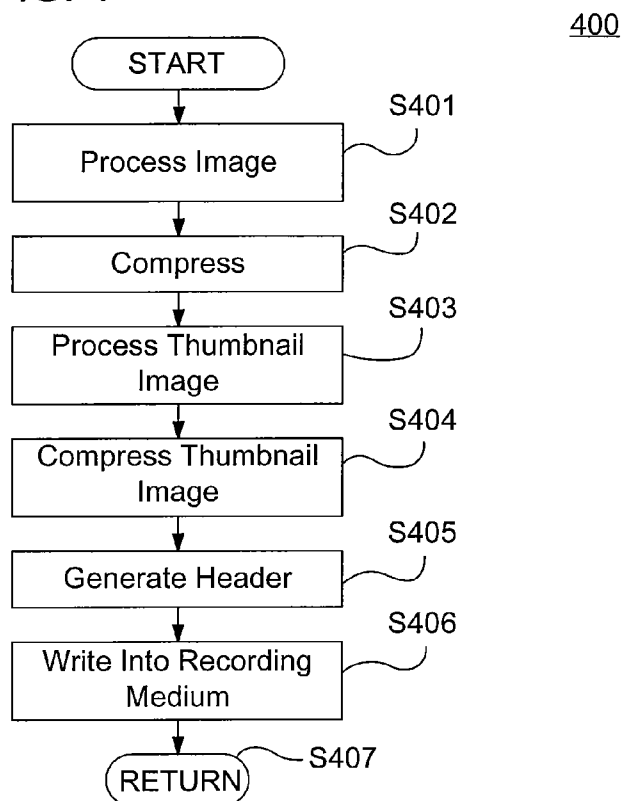 400
START
S401
Process Image
S402
Compress
S403
Process Thumbnail
Image
S404
Compress Thumbnail
Image
S405
Generate Header
S406
Write Into Recording
Medium
S407
RETURN